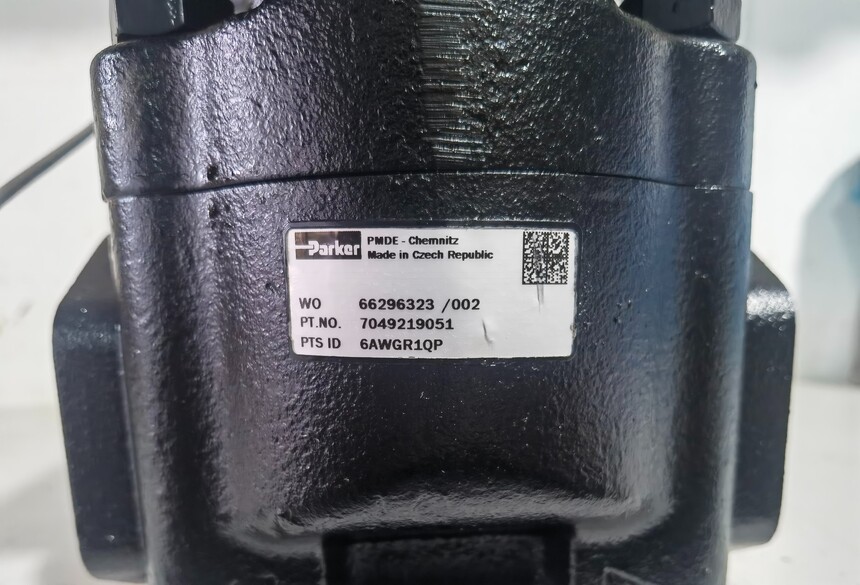 Parker
PMDE - Chemnitz
Made in Czech Republic
WO 66296323 /002
PT.NO. 7049219051
PTS ID 6AWGR1QP